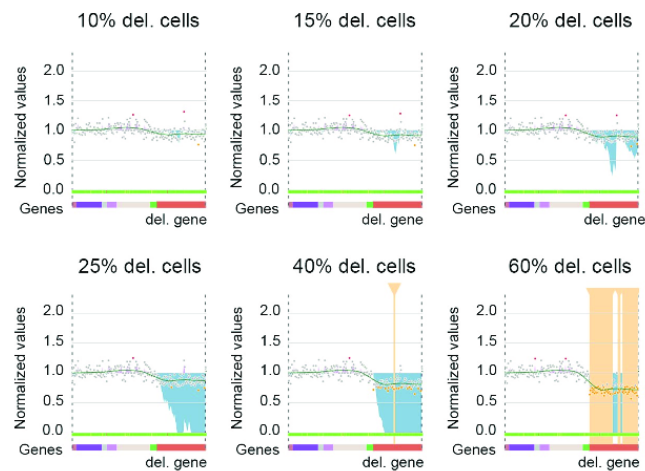 10% del. cells
15% del. cells
20% del. cells
Normalized values
2.0
1.5
1.0
0.5
0.0
Genes
del. gene
Normalized values
2.0
1.5
1.0
0.5
0.0
Genes
del. gene
Normalized values
2.0
1.5
1.0
0.5
0.0
Genes
del. gene
25% del. cells
40% del. cells
60% del. cells
Normalized values
2.0
1.5
1.0
0.5
0.0
Genes
del. gene
Normalized values
2.0
1.5
1.0
0.5
0.0
Genes
del. gene
Normalized values
2.0
1.5
1.0
0.5
0.0
Genes
del. gene